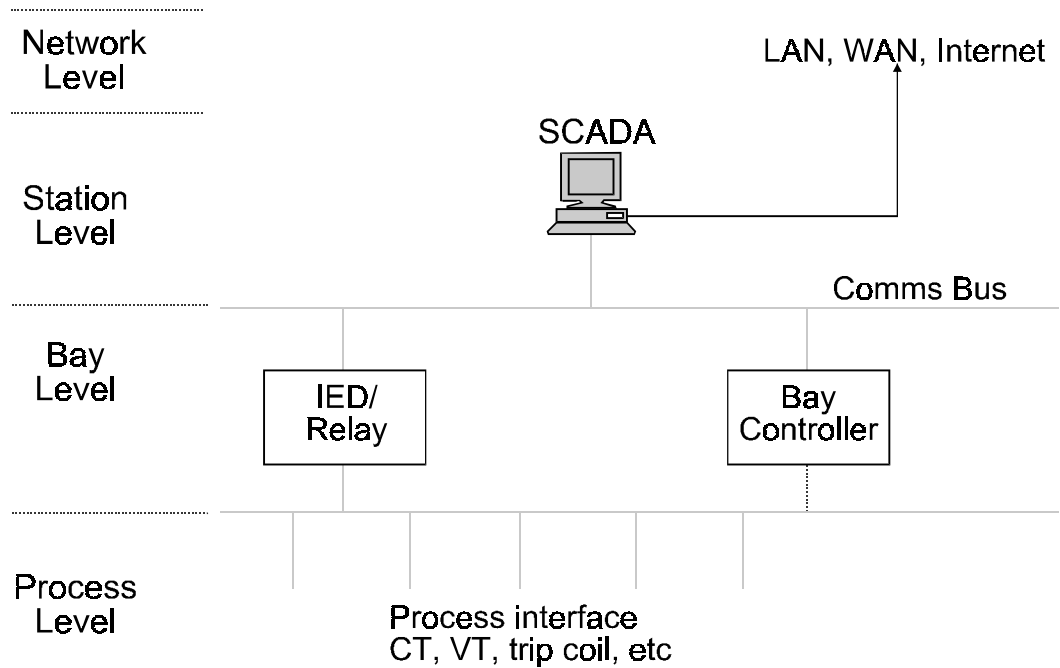 Network
Level
LAN, WAN, Internet
SCADA
Station
Level
Comms Bus
Bay
Level
IED/
Relay
Bay
Controller
Process
Level
Process interface
CT, VT, trip coil, etc